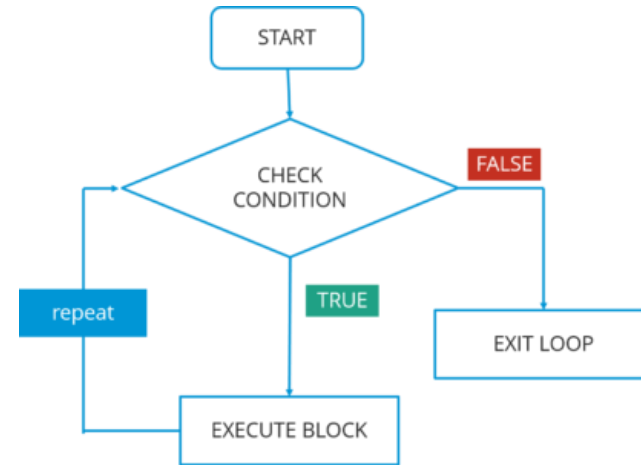 START
CHECK
CONDITION
FALSE
TRUE
repeat
EXIT LOOP
EXECUTE BLOCK